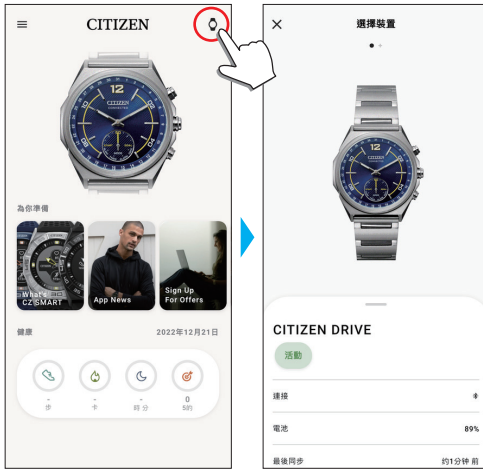 CITIZEN
12
CITIZEN
CONNECTED
為你準備
What's
CZ SMART
App News
Sign Up
For Offers
健康
2022年12月21日
-
步
-
卡
-
時 分
0
5的
選擇裝置
12
CITIZEN
CITIZEN DRIVE
活動
連接
電池
89%
最後同步
約1分钟 前